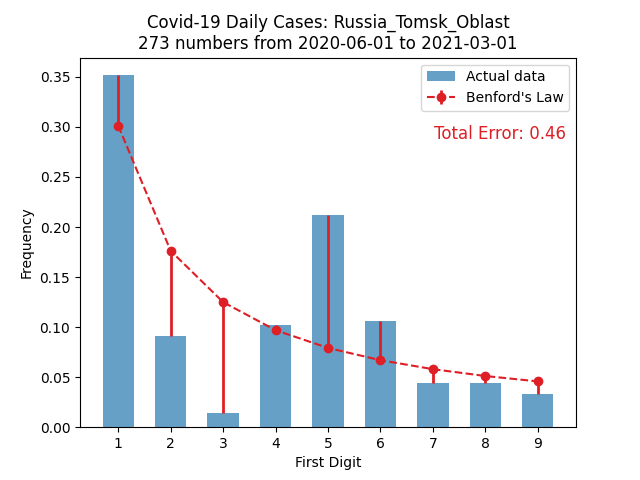 Covid-19 Daily Cases: Russia_Tomsk_Oblast
273 numbers from 2020-06-01 to 2021-03-01
Actual data
Benford's Law
Total Error: 0.46
Frequency
0.35
0.30
0.25
0.20
0.15
0.10
0.05
0.00
1 2 3 4 5 6 7 8 9
First Digit